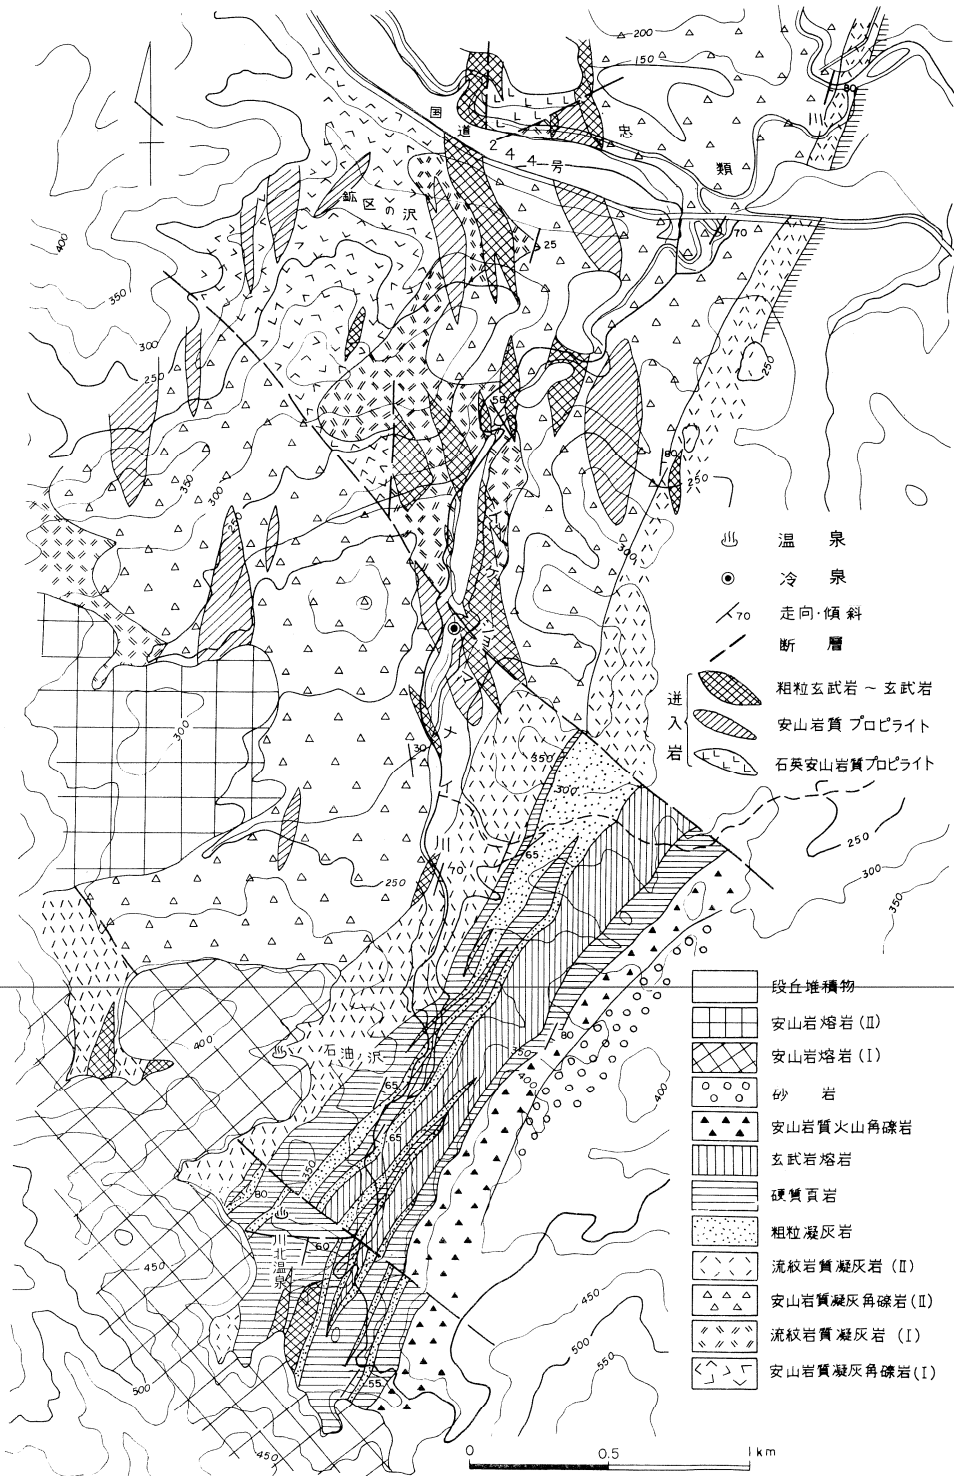 200
150
80
国道244号
忠類川
鉱区の沢
400
350
300
250
25
70
250
58
80
250
350
300
250
300
温泉
冷泉
70 走向・傾斜
断層
迸入岩
粗粒玄武岩～玄武岩
安山岩質プロピライト
石英安山岩質プロピライト
300
30
350
300
65
70
250
250
300
350
川
400
石油ノ沢
65
65
350
400
80
400
350
80
60
川北温泉
450
500
450
55
450
500
550
段丘堆積物
安山岩熔岩(Ⅱ)
安山岩熔岩(Ⅰ)
砂岩
安山岩質火山角礫岩
玄武岩熔岩
硬質頁岩
粗粒凝灰岩
流紋岩質凝灰岩(Ⅱ)
安山岩質凝灰角礫岩(Ⅱ)
流紋岩質凝灰岩(Ⅰ)
安山岩質凝灰角礫岩(Ⅰ)
0 0.5 1km